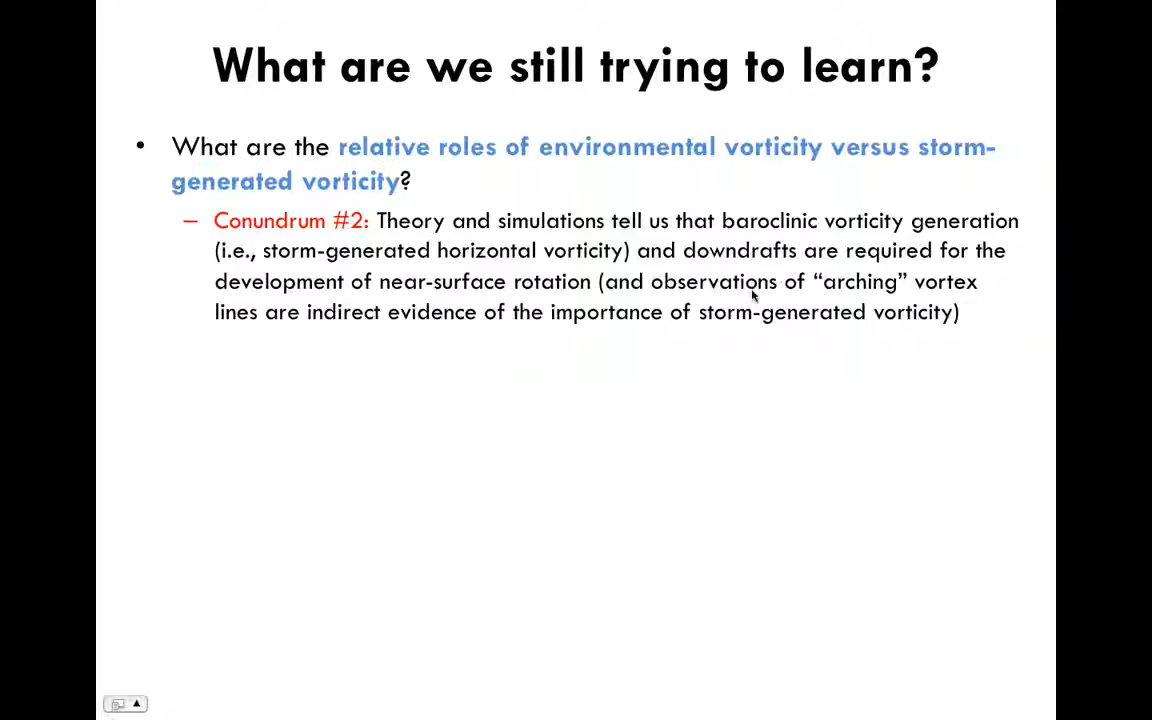 What are we still trying to learn?
• What are the relative roles of environmental vorticity versus storm-
generated vorticity?
– Conundrum #2: Theory and simulations tell us that baroclinic vorticity generation
(i.e., storm-generated horizontal vorticity) and downdrafts are required for the
development of near-surface rotation (and observations of “arching” vortex
lines are indirect evidence of the importance of storm-generated vorticity)